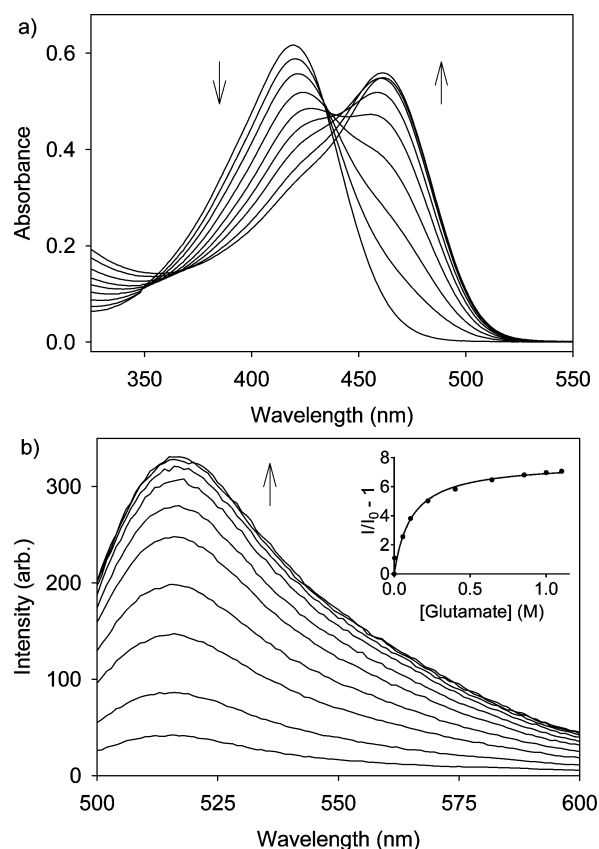 a)
0.6
0.4
0.2
0.0
Absorbance
350 400 450 500 550
Wavelength (nm)
b)
300
200
100
0
Intensity (arb.)
8
6
4
2
0
I/I0 - 1
0.0 0.5 1.0
[Glutamate] (M)
500 525 550 575 600
Wavelength (nm)